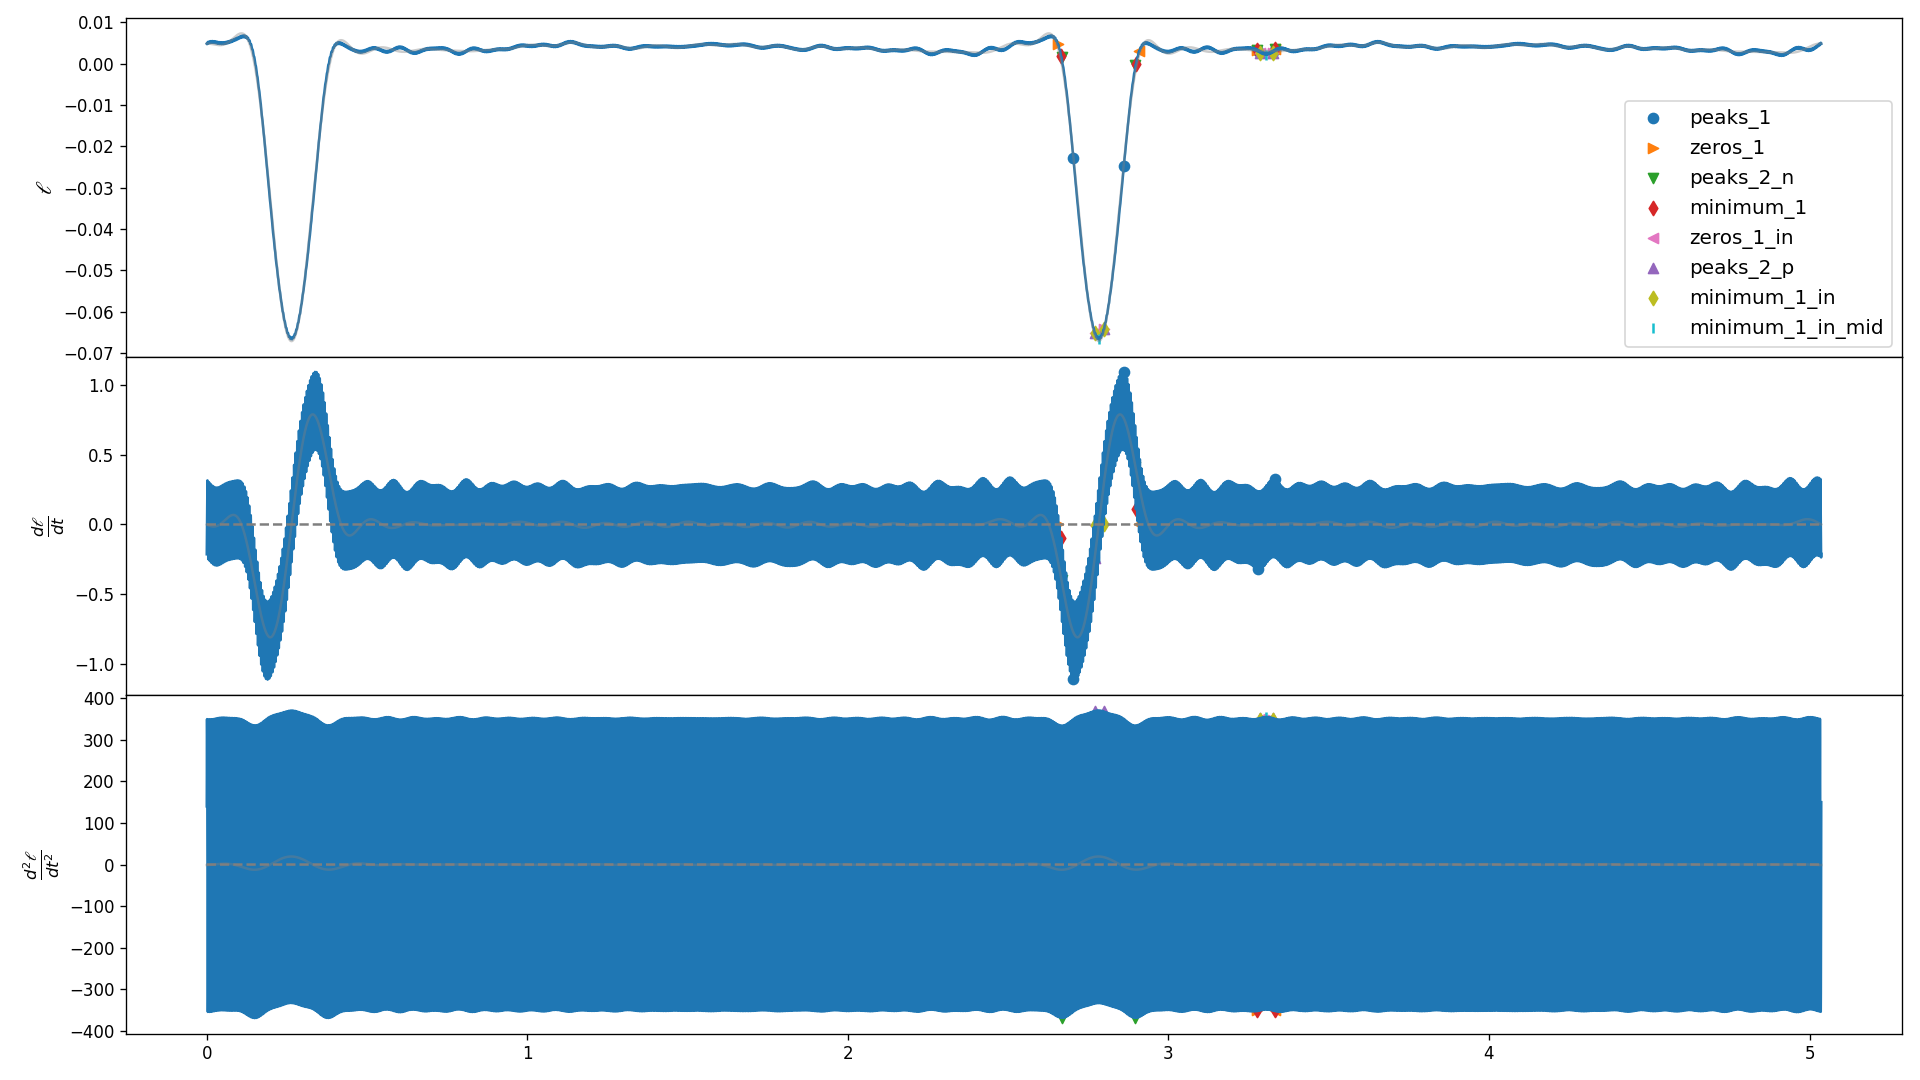 0.01
0.00
−0.01
−0.02
−0.03
−0.04
−0.05
−0.06
−0.07
ℓ
peaks_1
zeros_1
peaks_2_n
minimum_1
zeros_1_in
peaks_2_p
minimum_1_in
minimum_1_in_mid
1.0
0.5
0.0
−0.5
−1.0
dℓ
dt
400
300
200
100
0
−100
−200
−300
−400
d²ℓ
dt²
0 1 2 3 4 5